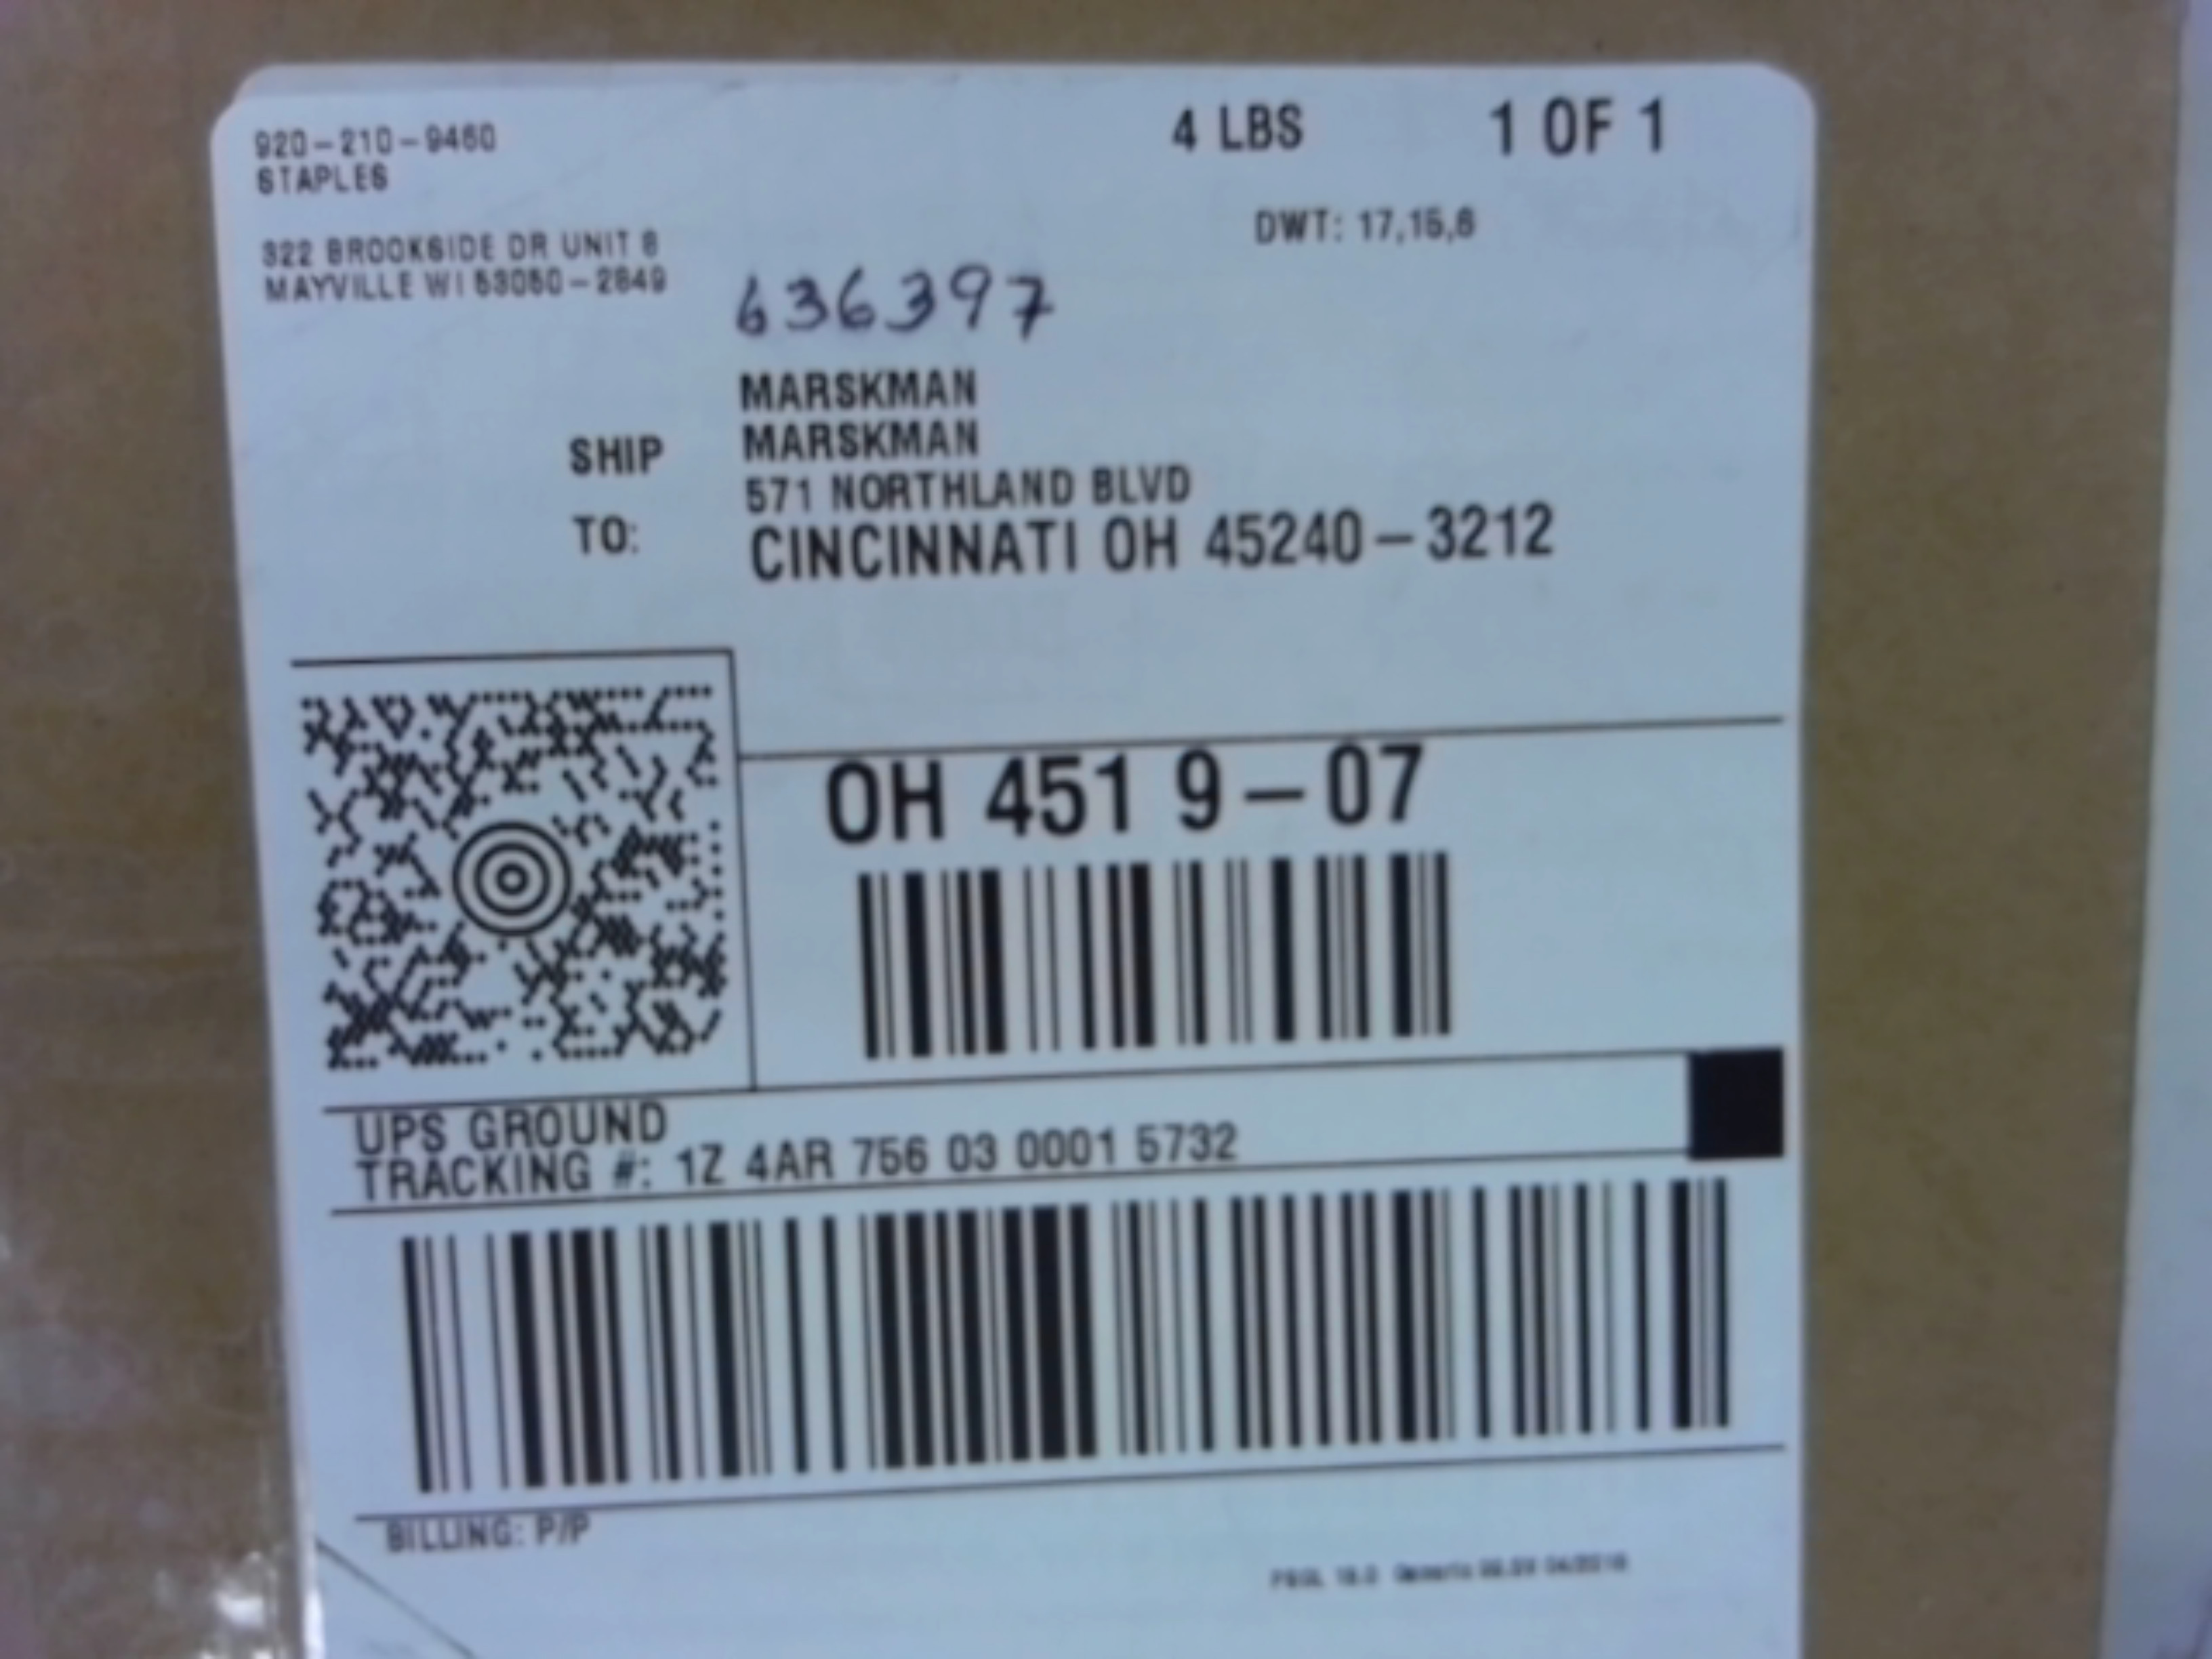 920-210-9460
STAPLES
322 BROOKSIDE DR UNIT 8
MAYVILLE WI 53050-2849
4 LBS
1 OF 1
DWT: 17,15,6
636397
SHIP
TO:
MARSKMAN
MARSKMAN
571 NORTHLAND BLVD
CINCINNATI OH 45240-3212
OH 451 9-07
UPS GROUND
TRACKING #: 1Z 4AR 756 03 0001 5732
BILLING: P/P